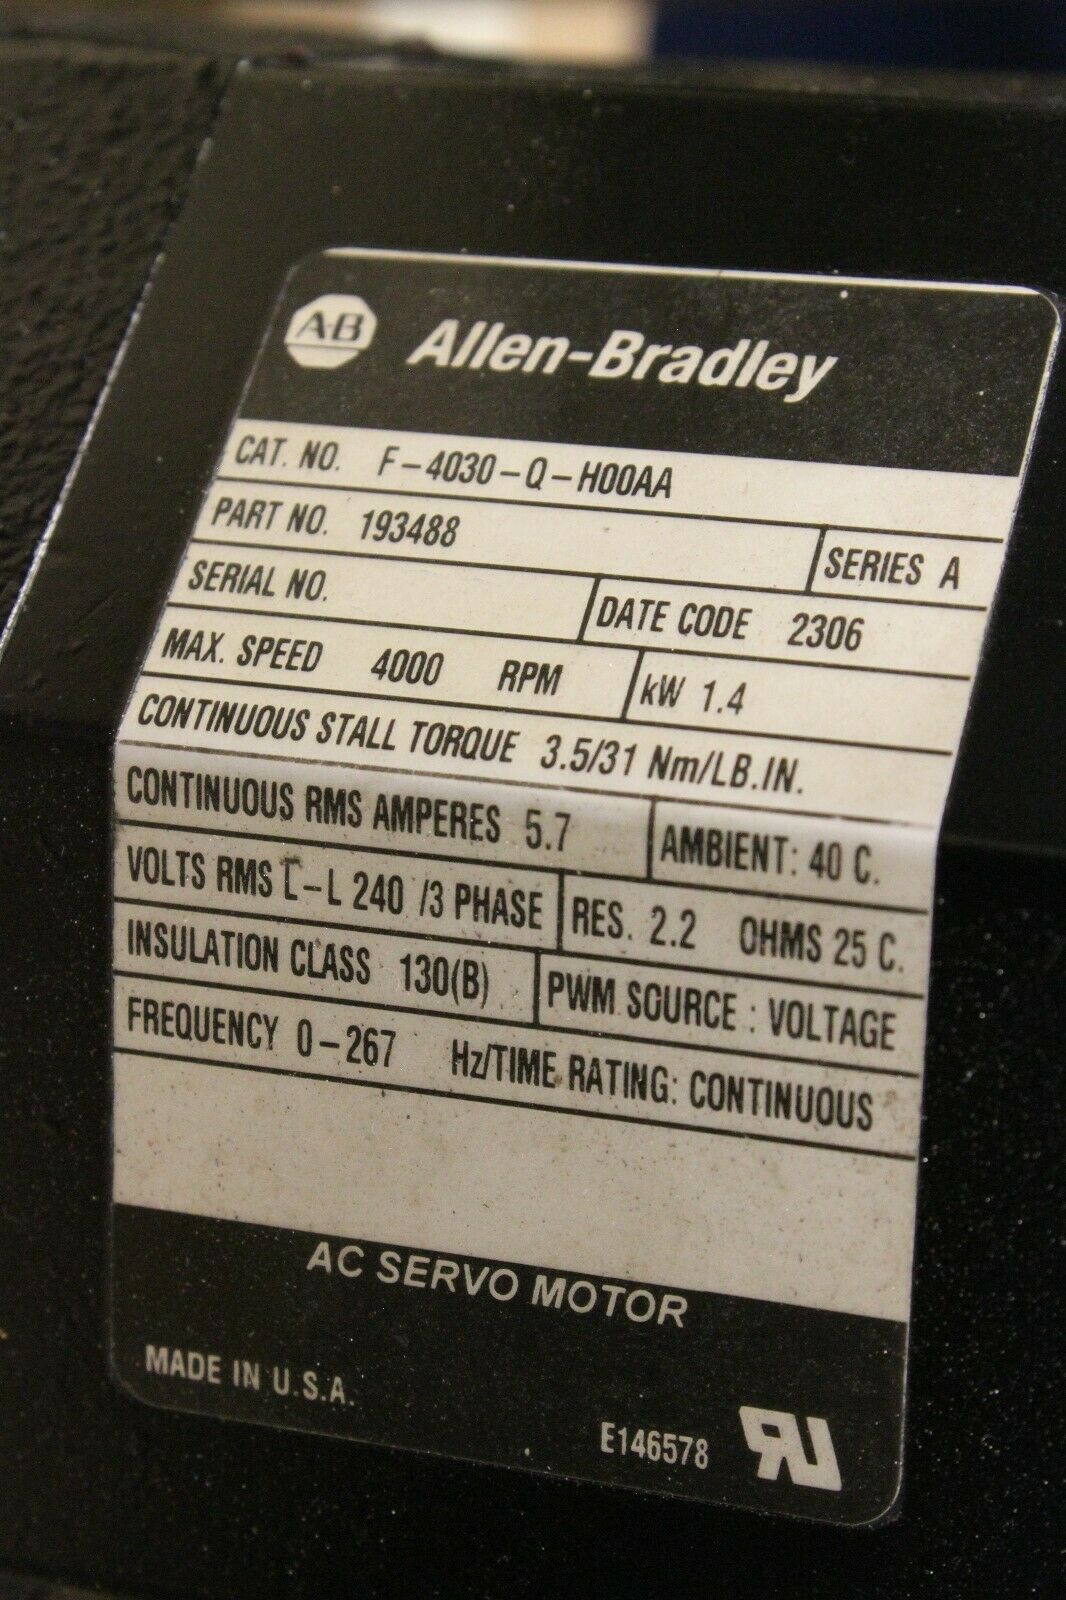 A-B Allen-Bradley
CAT. NO. F-4030-Q-H00AA
PART NO. 193488 SERIES A
SERIAL NO. DATE CODE 2306
MAX. SPEED 4000 RPM kW 1.4
CONTINUOUS STALL TORQUE 3.5/31 Nm/LB.IN.
CONTINUOUS RMS AMPERES 5.7 AMBIENT: 40 C.
VOLTS RMS L-L 240 /3 PHASE RES. 2.2 OHMS 25 C.
INSULATION CLASS 130(B) PWM SOURCE : VOLTAGE
FREQUENCY 0-267 Hz/TIME RATING: CONTINUOUS
AC SERVO MOTOR
MADE IN U.S.A.
E146578 RU